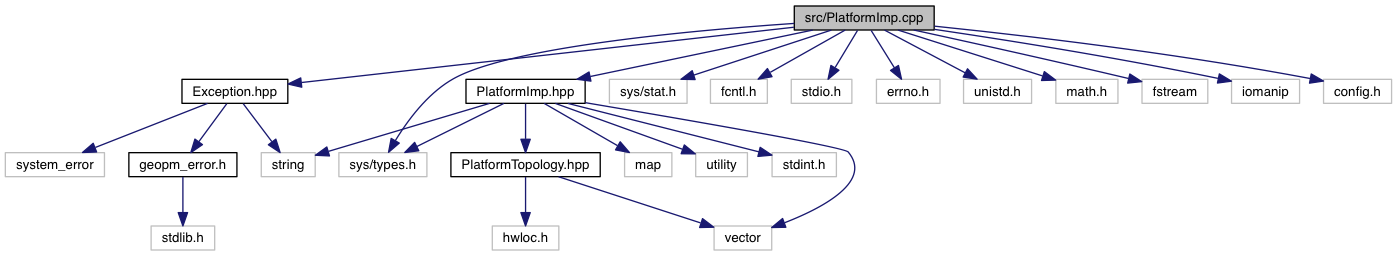 src/PlatformImp.cpp
Exception.hpp
PlatformImp.hpp
sys/stat.h
fcntl.h
stdio.h
errno.h
unistd.h
math.h
fstream
iomanip
config.h
system_error
geopm_error.h
string
sys/types.h
PlatformTopology.hpp
map
utility
stdint.h
stdlib.h
hwloc.h
vector